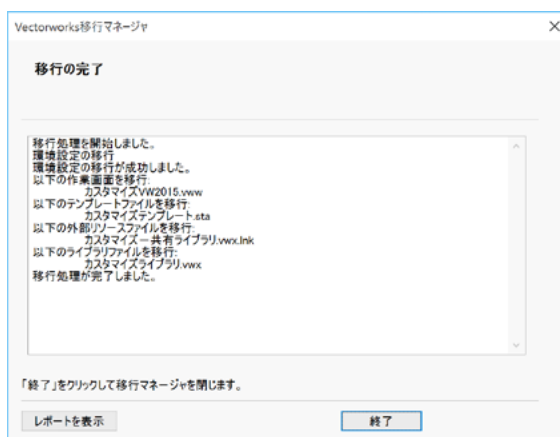 Vectorworks移行マネージャ
移行の完了
移行処理を開始しました。
環境設定の移行
環境設定の移行が成功しました。
以下の作業画面を移行:
カスタマイズVW2015.vww
以下のテンプレートファイルを移行:
カスタマイズテンプレート.sta
以下の外部リソースファイルを移行:
カスタマイズー共有ライブラリ.vwx.lnk
以下のライブラリファイルを移行:
カスタマイズライブラリ.vwx
移行処理が完了しました。
「終了」をクリックして移行マネージャを閉じます。
レポートを表示
終了